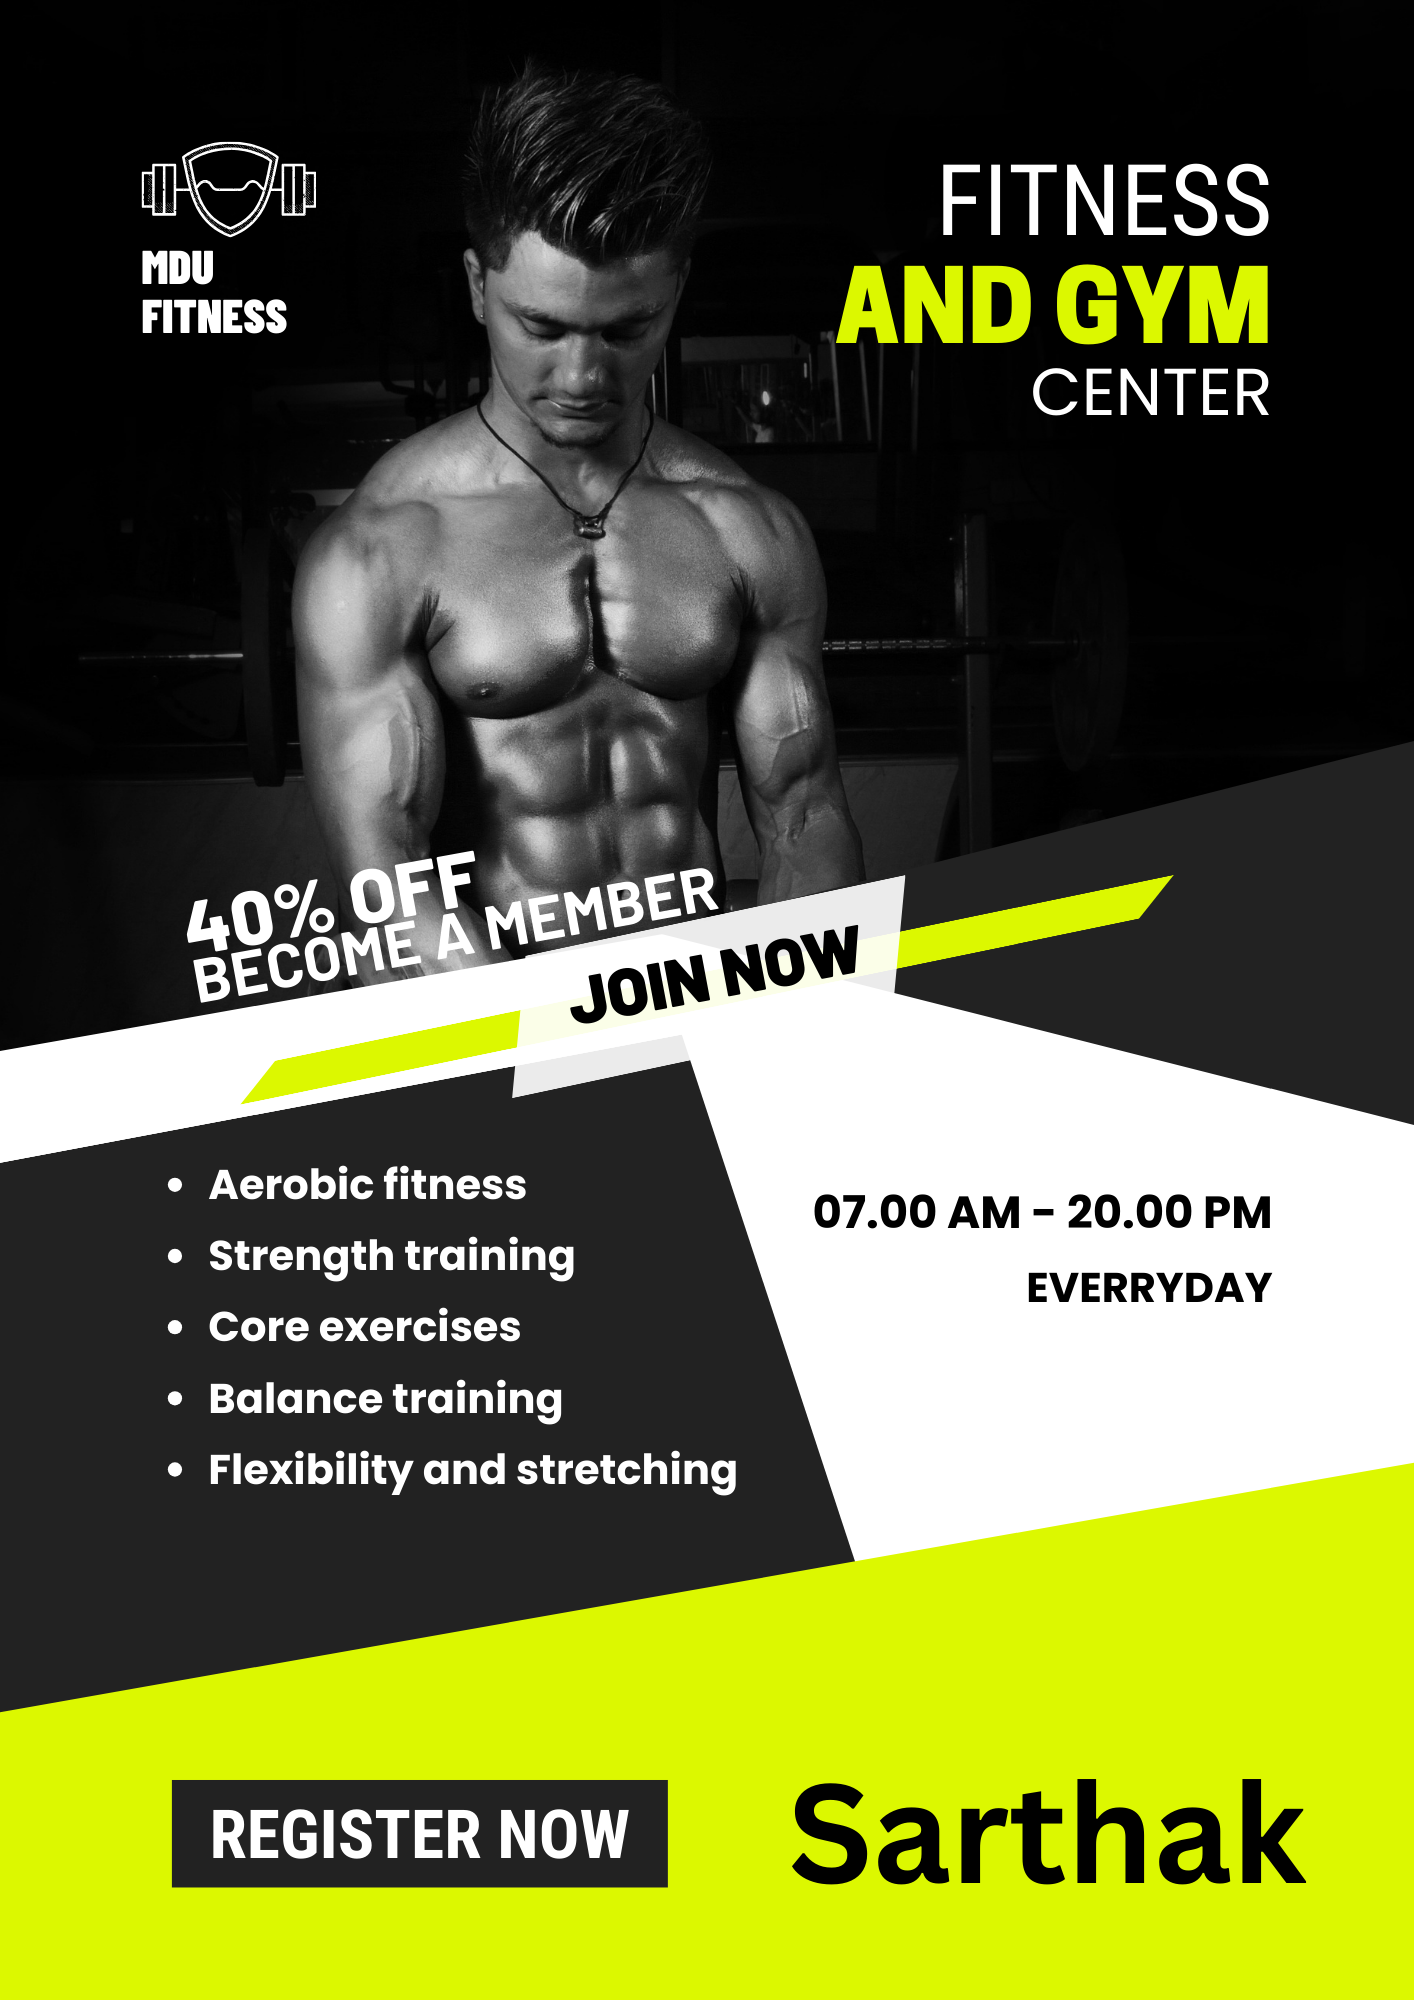 MDU
FITNESS
FITNESS
AND GYM
CENTER
40% OFF
BECOME A MEMBER
JOIN NOW
• Aerobic fitness
• Strength training
• Core exercises
• Balance training
• Flexibility and stretching
07.00 AM - 20.00 PM
EVERRYDAY
REGISTER NOW
Sarthak